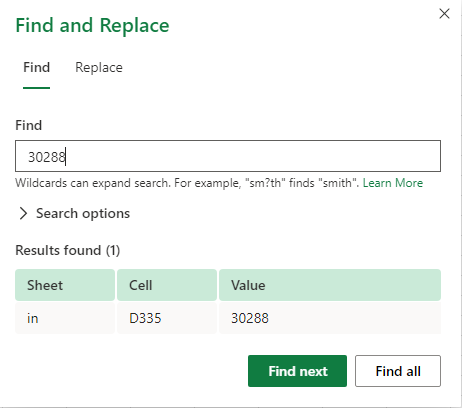 Find and Replace
Find Replace
Find
30288
Wildcards can expand search. For example, "sm?th" finds "smith". Learn More
Search options
Results found (1)
Sheet Cell Value
in D335 30288
Find next Find all